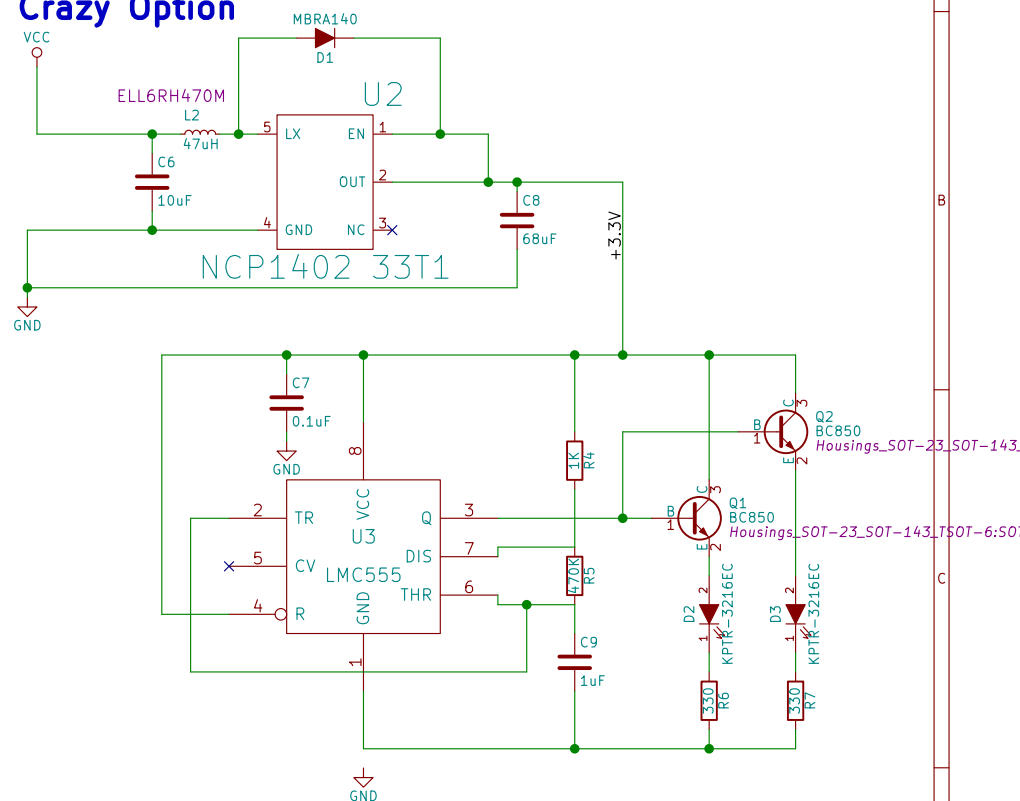 Crazy Option
VCC
MBRA140
D1
ELL6RH470M
L2
47uH
U2
5 LX EN 1
C6
10uF
OUT 2
4 GND NC 3
C8
68uF
+3.3V
NCP1402 33T1
GND
C7
0.1uF
GND
8
VCC
1K
R4
C
3
B
1
Q2
BC850
Housings_SOT-23_SOT-143_
E
2
2 TR
Q 3
U3
5 CV
DIS 7
LMC555
THR 6
4 R
GND
1
C
3
B
1
Q1
BC850
Housings_SOT-23_SOT-143_TSOT-6:SOT
E
2
470K
R5
C9
1uF
D2
2
1
KPTR-3216EC
D3
2
1
KPTR-3216EC
330
R6
330
R7
GND
B
C